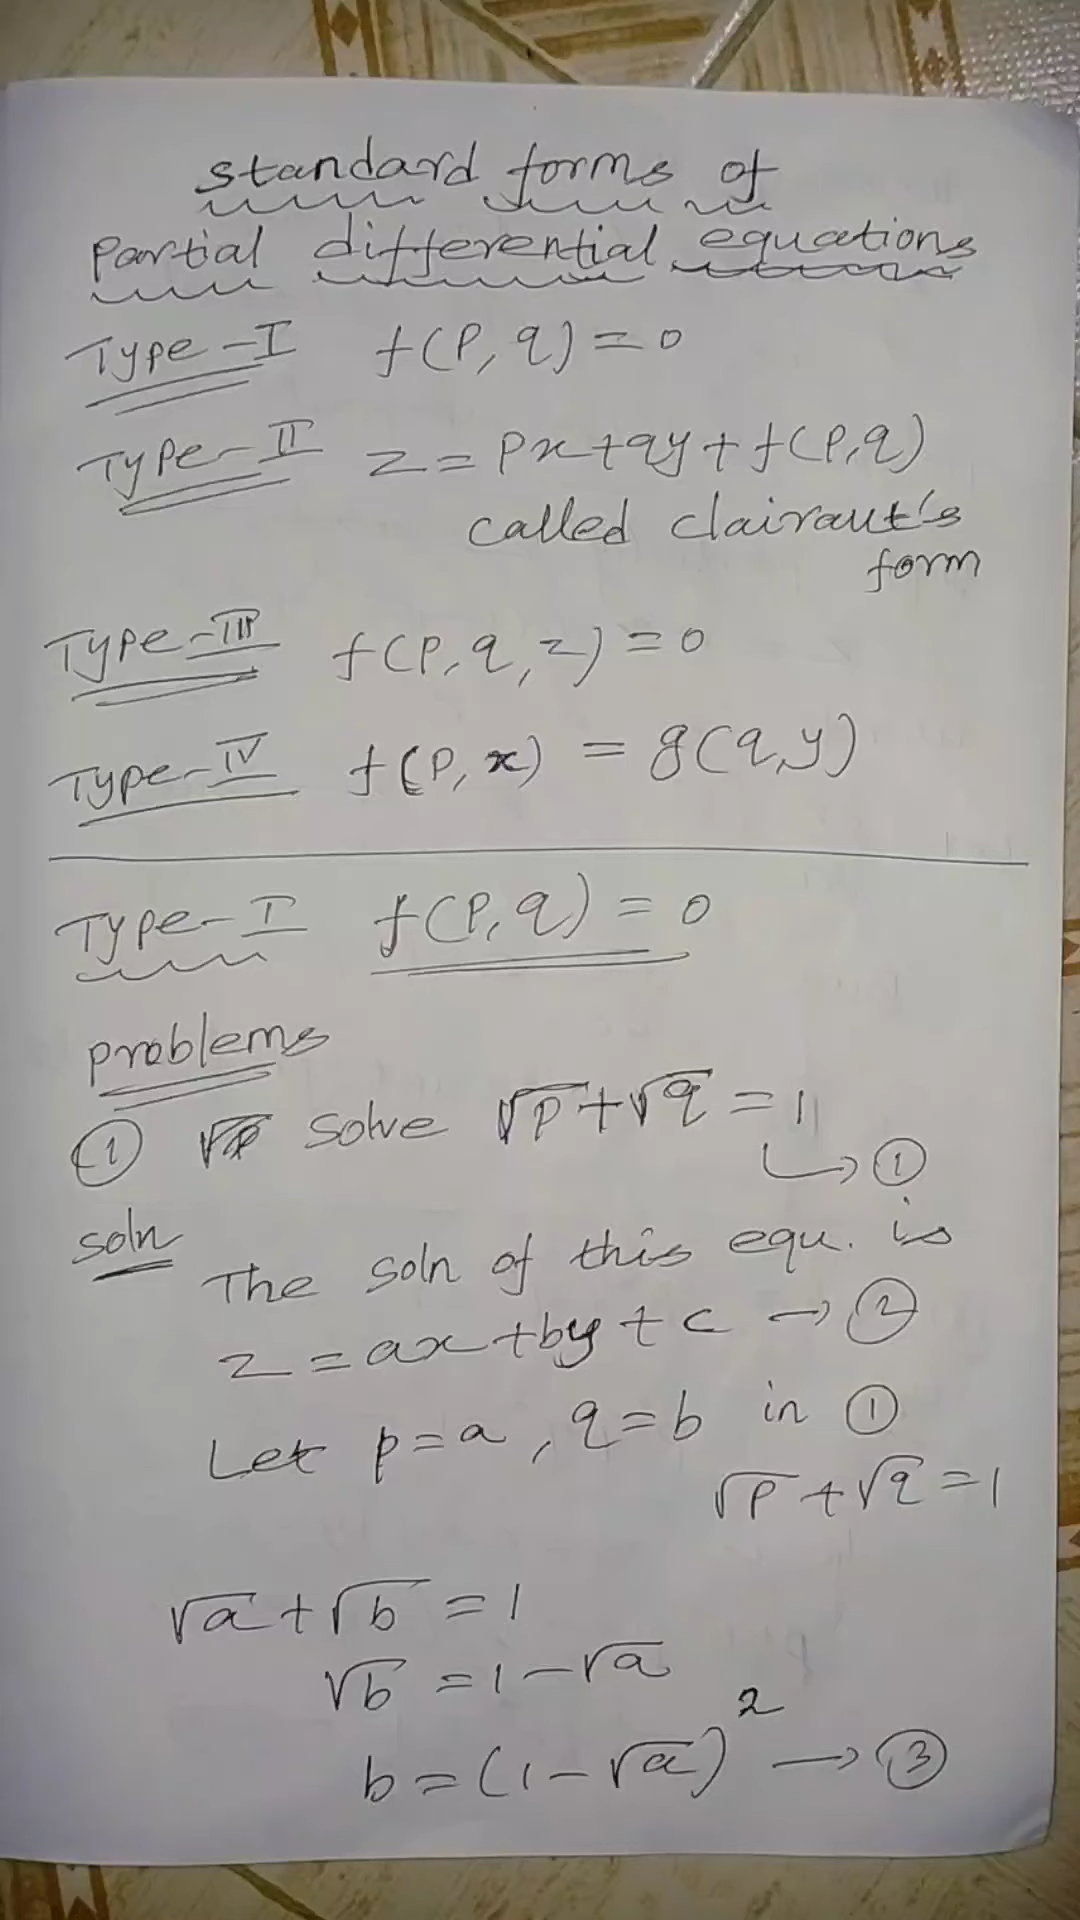 standard forms of
partial differential equations
Type-I f(P, q) = 0
Type-II z = Px + qy + f(P, q)
called clairaut's
form
Type-III f(P, q, z) = 0
Type-IV f(P, x) = g(q, y)
Type-I f(P, q) = 0
problems
① solve √p + √q = 1
↳ ①
soln
The soln of this equ. is
z = ax + by + c → ②
Let p = a, q = b in ①
√p + √q = 1
√a + √b = 1
√b = 1 - √a
b = (1 - √a)² → ③